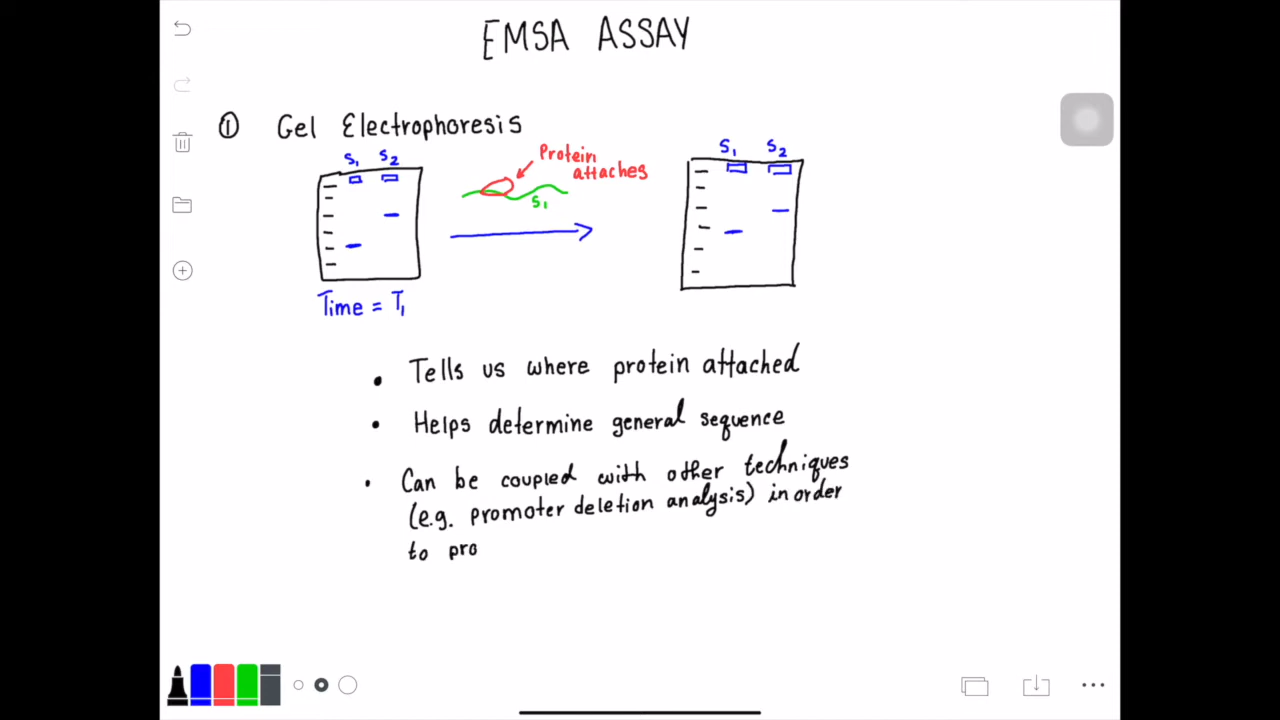 EMSA ASSAY
① Gel Electrophoresis
S₁ S₂
Protein
attaches
S₁
S₁ S₂
Time = T₁
• Tells us where protein attached
• Helps determine general sequence
• Can be coupled with other techniques
(e.g. promoter deletion analysis) in order
to pro